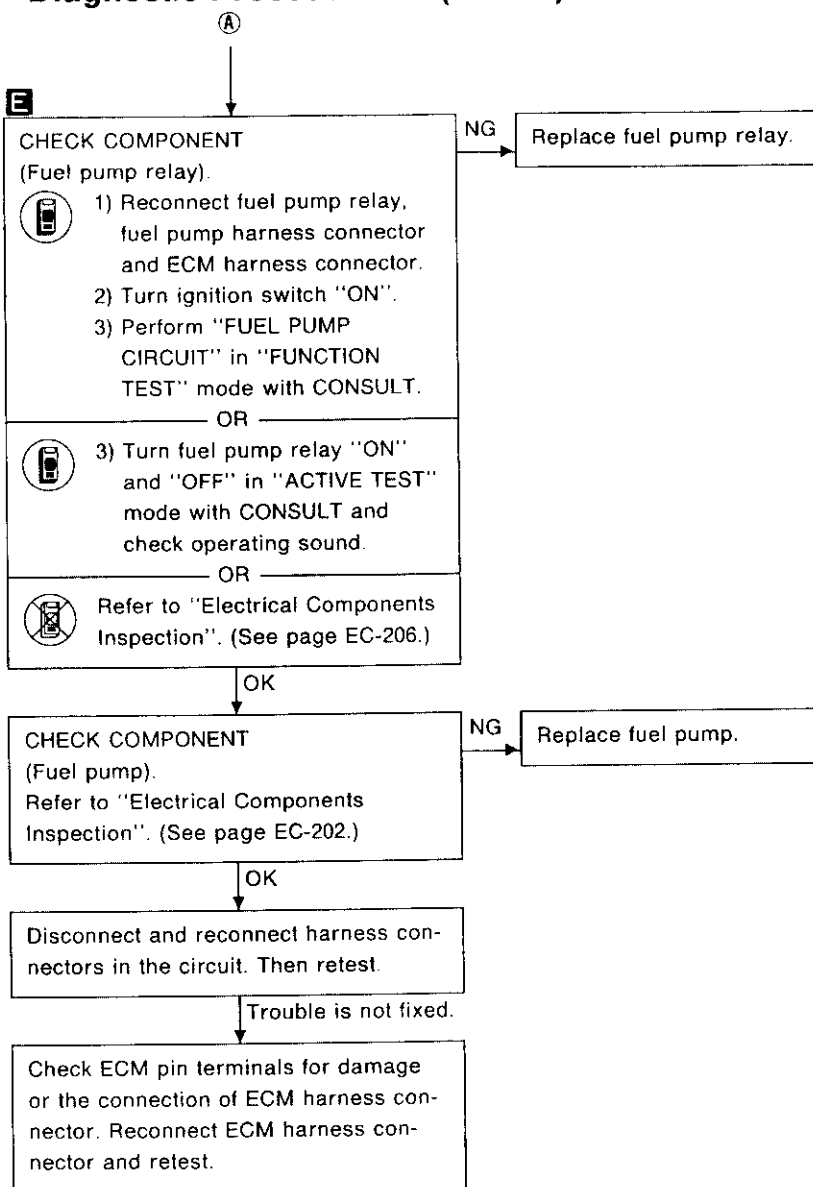 Ⓐ
E
CHECK COMPONENT
(Fuel pump relay).
1) Reconnect fuel pump relay,
fuel pump harness connector
and ECM harness connector.
2) Turn ignition switch "ON".
3) Perform "FUEL PUMP
CIRCUIT" in "FUNCTION
TEST" mode with CONSULT.
OR
3) Turn fuel pump relay "ON"
and "OFF" in "ACTIVE TEST"
mode with CONSULT and
check operating sound.
OR
Refer to "Electrical Components
Inspection". (See page EC-206.)
NG
Replace fuel pump relay.
OK
CHECK COMPONENT
(Fuel pump).
Refer to "Electrical Components
Inspection". (See page EC-202.)
NG
Replace fuel pump.
OK
Disconnect and reconnect harness con-
nectors in the circuit. Then retest.
Trouble is not fixed.
Check ECM pin terminals for damage
or the connection of ECM harness con-
nector. Reconnect ECM harness con-
nector and retest.